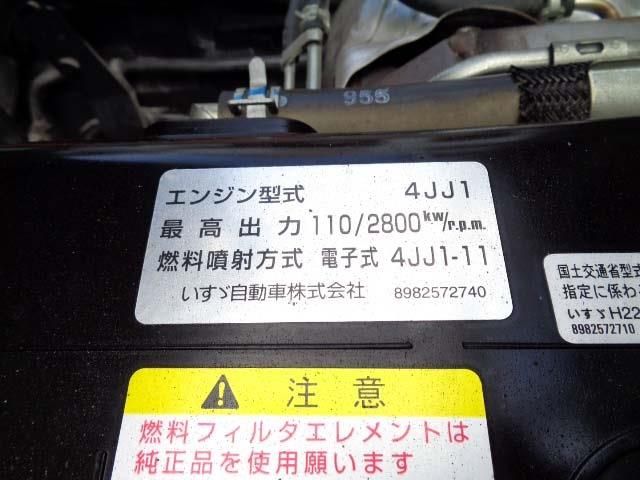 955
エンジン型式 4JJ1
最高出力 110/2800 kw/r.p.m.
燃料噴射方式 電子式 4JJ1-11
いすゞ自動車株式会社 8982572740
国土交通省型式
指定に係わ
いすゞH22
8982572710
注意
燃料フィルタエレメントは
純正品を使用願います